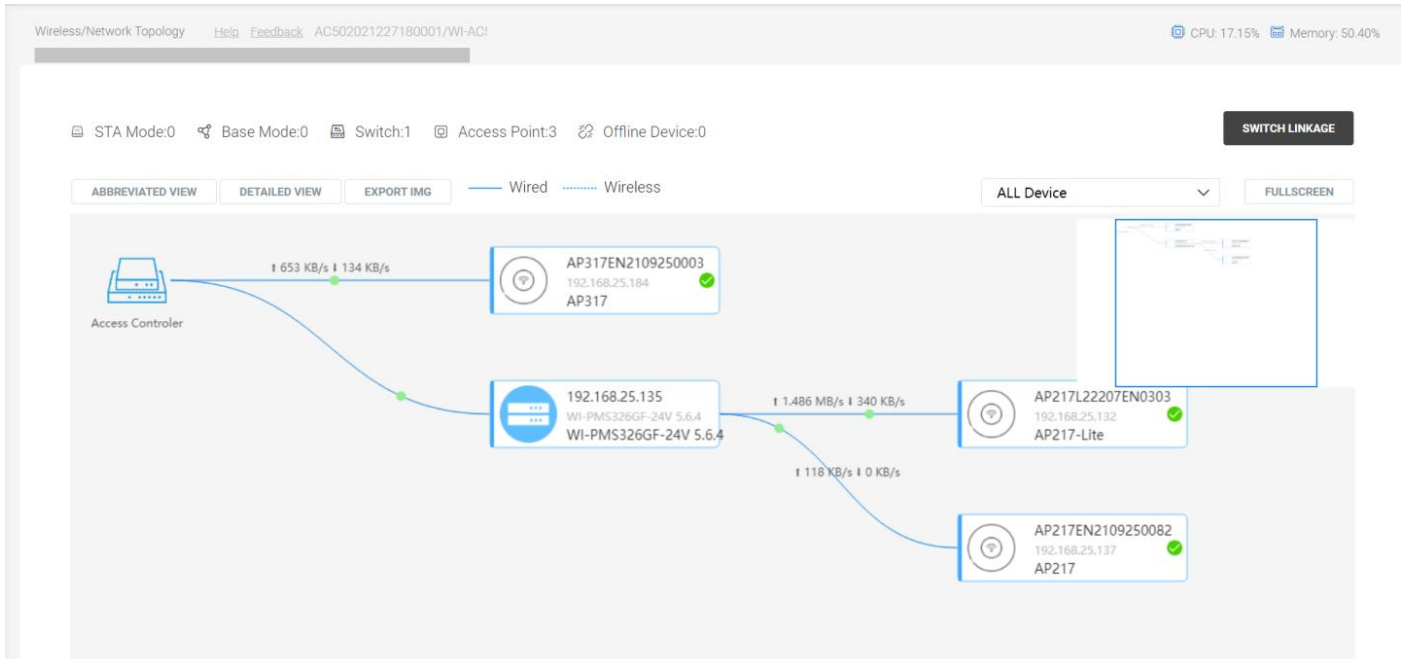 Wireless/Network Topology Help Feedback AC502021227180001/WI-AC
CPU: 17.15% Memory: 50.40%
STA Mode:0 Base Mode:0 Switch:1 Access Point:3 Offline Device:0
SWITCH LINKAGE
ABBREVIATED VIEW DETAILED VIEW EXPORT IMG Wired Wireless
ALL Device
FULLSCREEN
Access Controler
⬆ 653 KB/s ⬇ 134 KB/s
AP317EN2109250003
192.168.25.184
AP317
192.168.25.135
WI-PMS326GF-24V 5.6.4
WI-PMS326GF-24V 5.6.4
⬆ 1.486 MB/s ⬇ 340 KB/s
AP217L22207EN0303
192.168.25.132
AP217-Lite
⬆ 118 KB/s ⬇ 0 KB/s
AP217EN2109250082
192.168.25.137
AP217